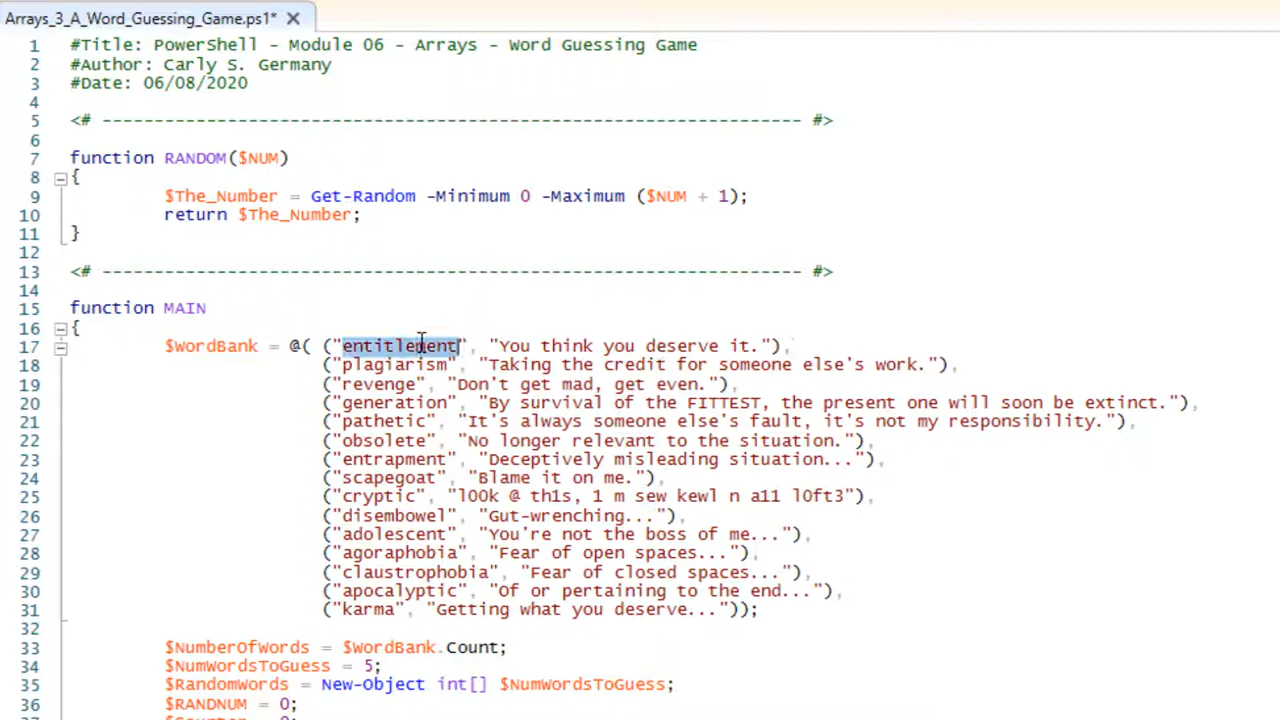 Arrays_3_A_Word_Guessing_Game.ps1* ✕
1 #Title: PowerShell - Module 06 - Arrays - Word Guessing Game
2 #Author: Carly S. Germany
3 #Date: 06/08/2020
4
5 <# ------------------------------------------------------------------- #>
6
7 function RANDOM($NUM)
8 {
9 $The_Number = Get-Random -Minimum 0 -Maximum ($NUM + 1);
10 return $The_Number;
11 }
12
13 <# ------------------------------------------------------------------- #>
14
15 function MAIN
16 {
17 $WordBank = @( ("entitlement", "You think you deserve it."),
18 ("plagiarism", "Taking the credit for someone else's work."),
19 ("revenge", "Don't get mad, get even."),
20 ("generation", "By survival of the FITTEST, the present one will soon be extinct."),
21 ("pathetic", "It's always someone else's fault, it's not my responsibility."),
22 ("obsolete", "No longer relevant to the situation."),
23 ("entrapment", "Deceptively misleading situation..."),
24 ("scapegoat", "Blame it on me."),
25 ("cryptic", "l00k @ th1s, 1 m sew kewl n a11 l0ft3"),
26 ("disembowel", "Gut-wrenching..."),
27 ("adolescent", "You're not the boss of me..."),
28 ("agoraphobia", "Fear of open spaces..."),
29 ("claustrophobia", "Fear of closed spaces..."),
30 ("apocalyptic", "Of or pertaining to the end..."),
31 ("karma", "Getting what you deserve..."));
32
33 $NumberOfWords = $WordBank.Count;
34 $NumWordsToGuess = 5;
35 $RandomWords = New-Object int[] $NumWordsToGuess;
36 $RANDNUM = 0;